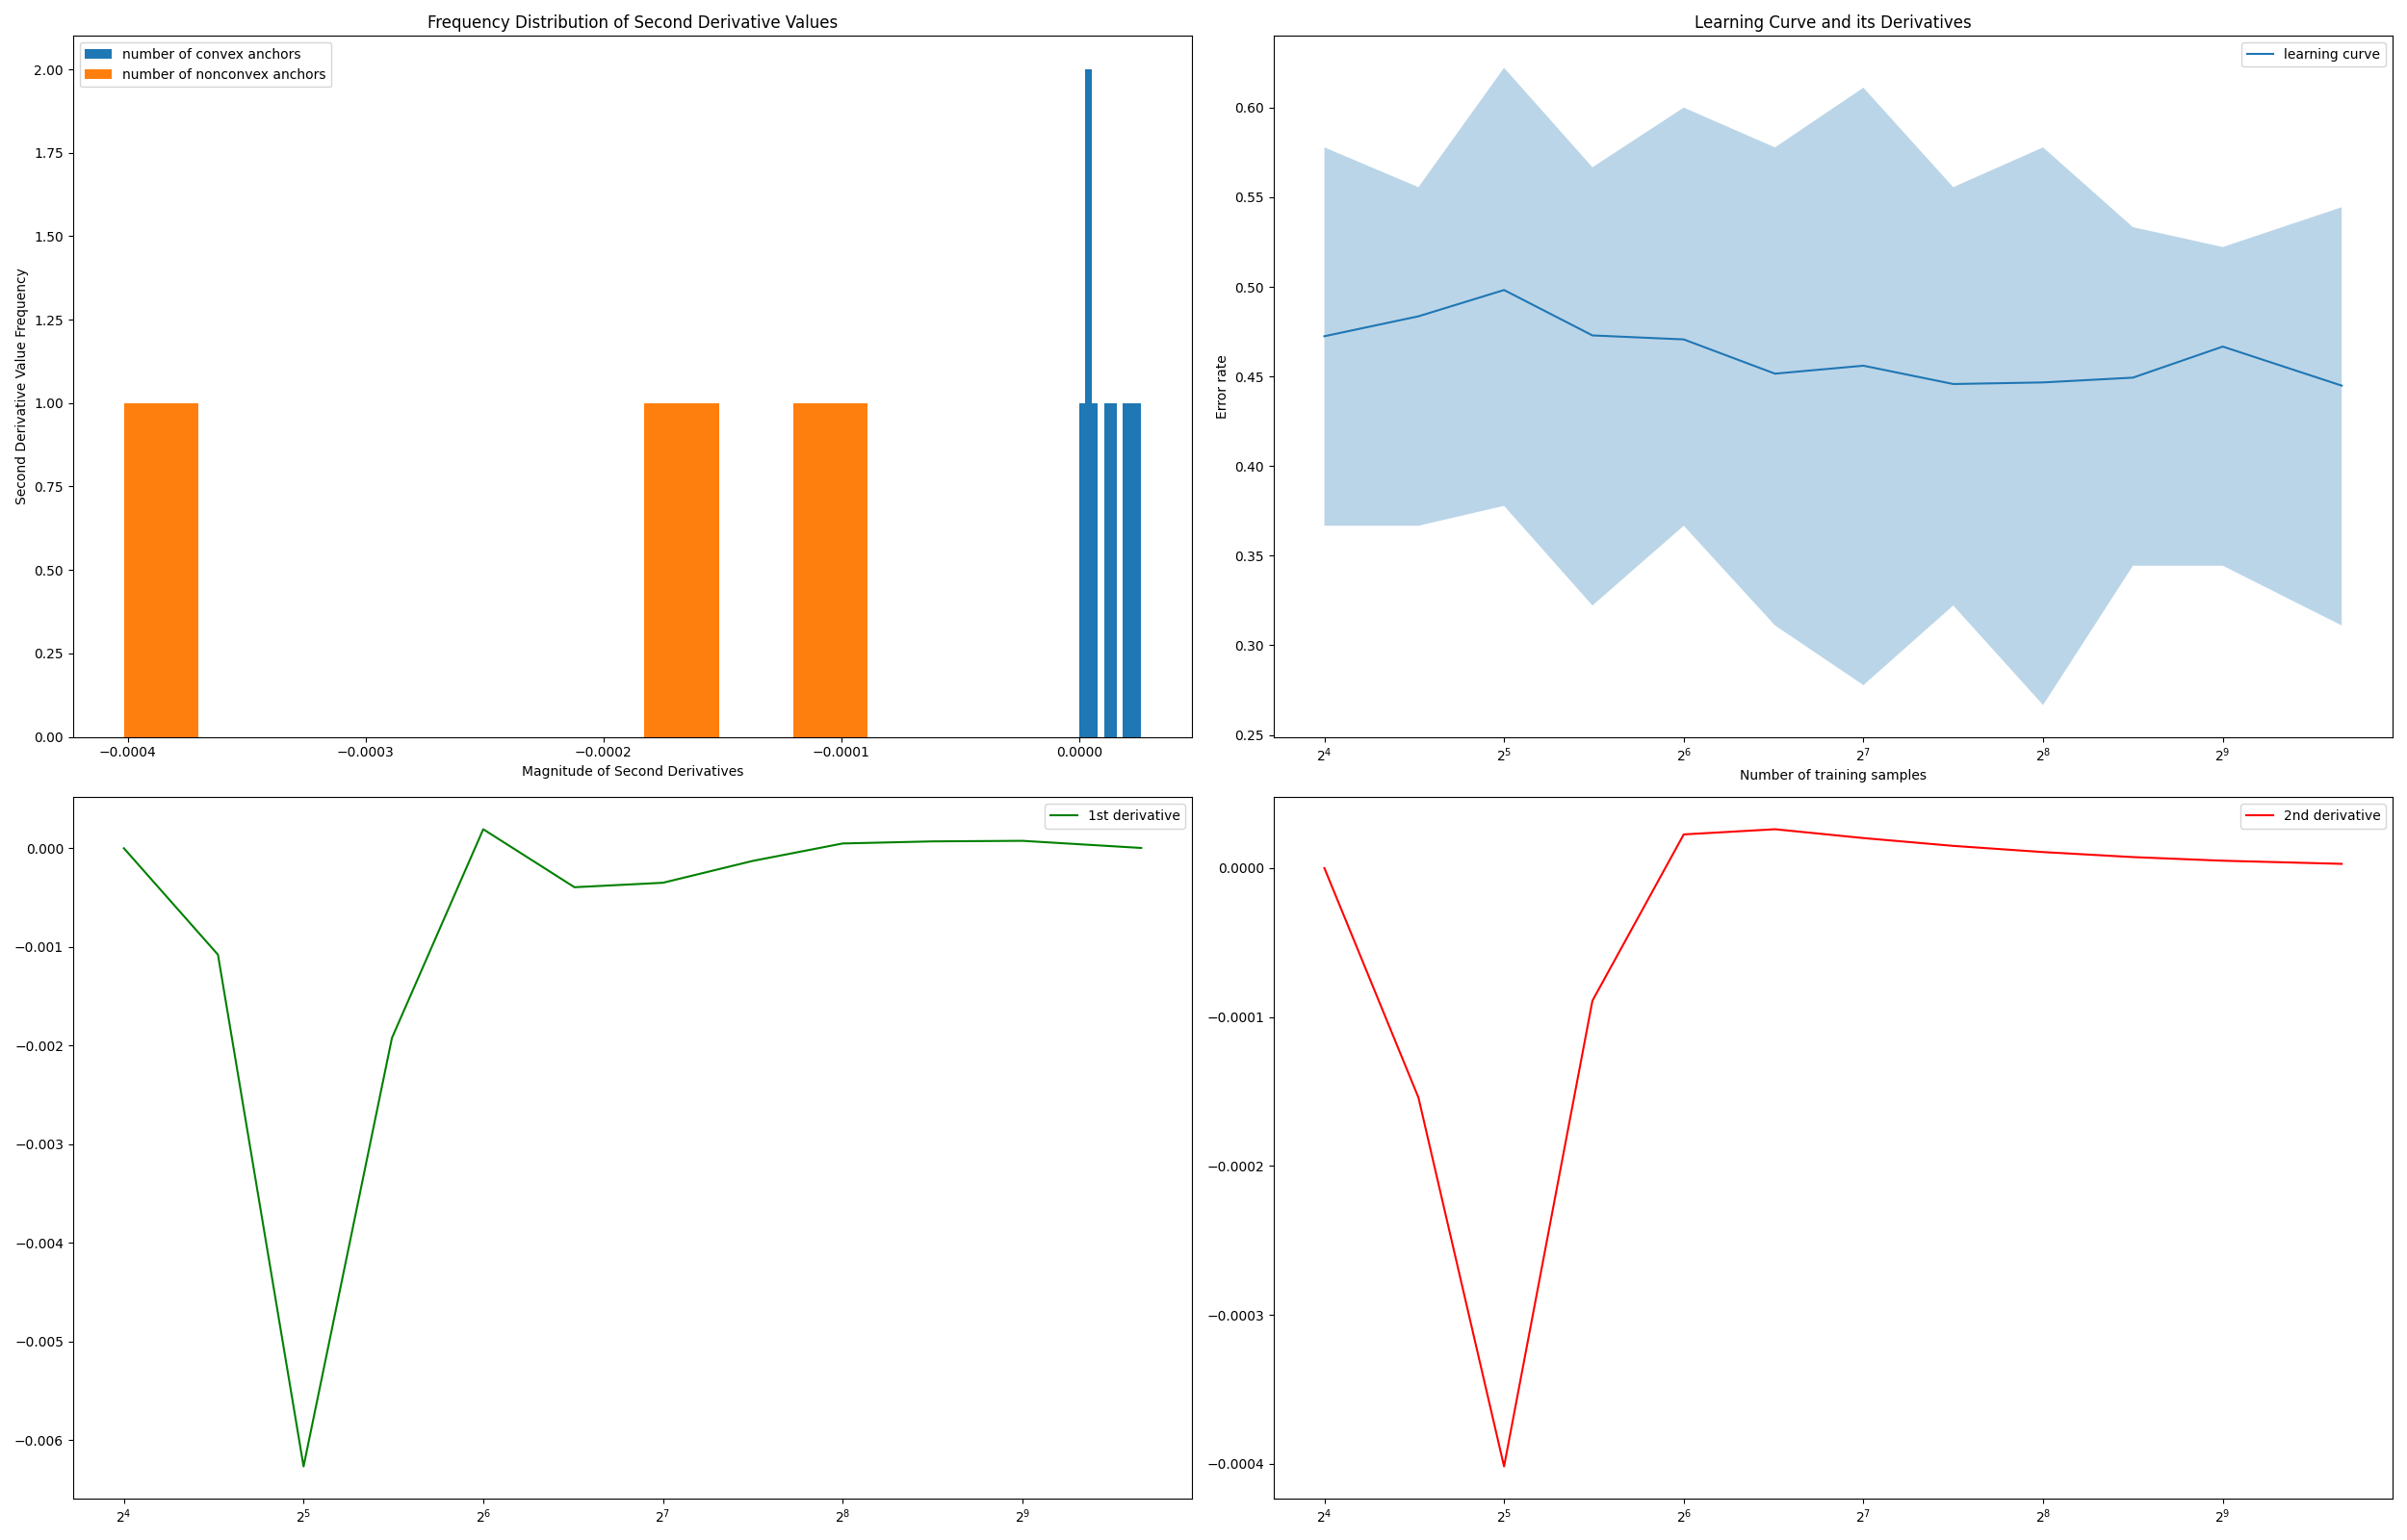 Frequency Distribution of Second Derivative Values
number of convex anchors
number of nonconvex anchors
2.00
1.75
1.50
1.25
1.00
0.75
0.50
0.25
0.00
Second Derivative Value Frequency
−0.0004 −0.0003 −0.0002 −0.0001 0.0000
Magnitude of Second Derivatives
Learning Curve and its Derivatives
learning curve
0.60
0.55
0.50
0.45
0.40
0.35
0.30
0.25
Error rate
2⁴ 2⁵ 2⁶ 2⁷ 2⁸ 2⁹
Number of training samples
1st derivative
0.000
−0.001
−0.002
−0.003
−0.004
−0.005
−0.006
2⁴ 2⁵ 2⁶ 2⁷ 2⁸ 2⁹
2nd derivative
0.0000
−0.0001
−0.0002
−0.0003
−0.0004
2⁴ 2⁵ 2⁶ 2⁷ 2⁸ 2⁹